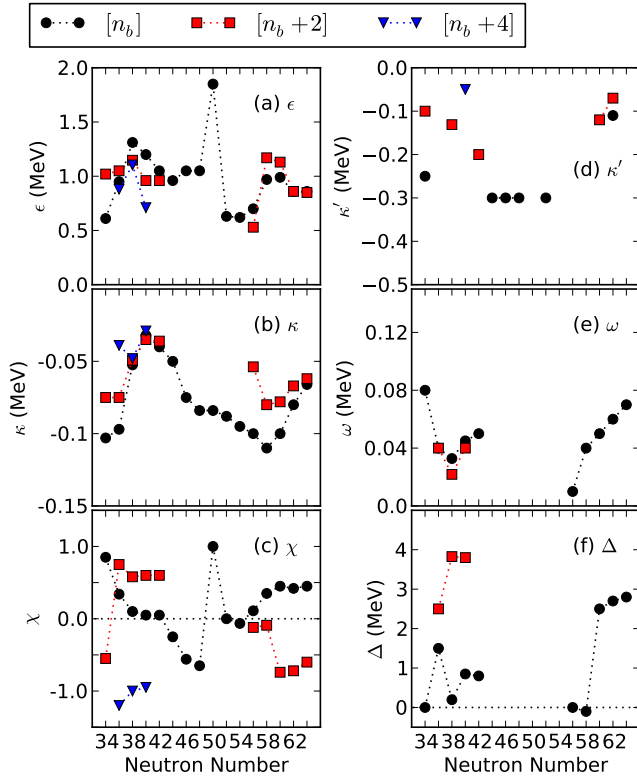 [n_b] [n_b + 2] [n_b + 4]
2.0
1.5
1.0
0.5
0.0
ϵ (MeV)
(a) ϵ
−0.1
−0.2
−0.3
−0.4
−0.5
κ′ (MeV)
(d) κ′
-0.05
-0.1
-0.15
κ (MeV)
(b) κ
0.12
0.08
0.04
0.0
ω (MeV)
(e) ω
1.0
0.0
-1.0
χ
(c) χ
34 38 42 46 50 54 58 62
Neutron Number
4
3
2
1
0
Δ (MeV)
(f) Δ
34 38 42 46 50 54 58 62
Neutron Number